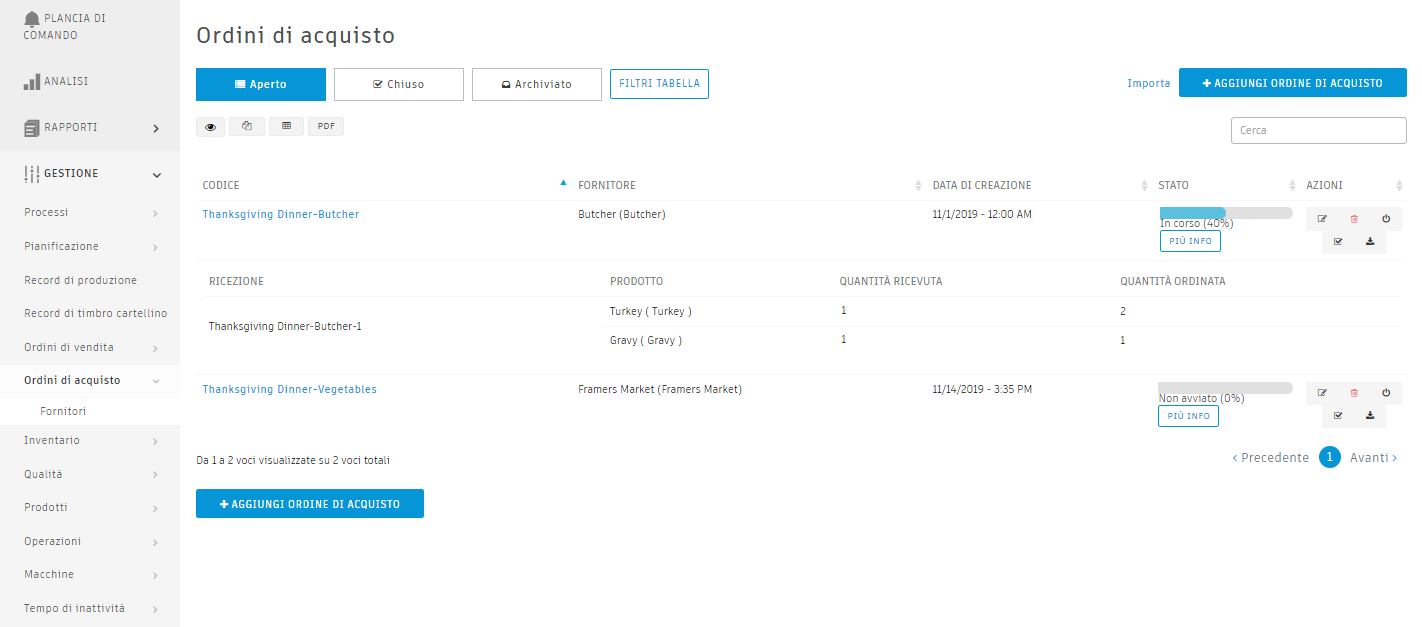 PLANCIA DI
COMANDO
ANALISI
RAPPORTI
GESTIONE
Processi
Pianificazione
Record di produzione
Record di timbro cartellino
Ordini di vendita
Ordini di acquisto
Fornitori
Inventario
Qualità
Prodotti
Operazioni
Macchine
Tempo di inattività
Ordini di acquisto
Aperto
Chiuso
Archiviato
FILTRI TABELLA
Importa
AGGIUNGI ORDINE DI ACQUISTO
PDF
Cerca
CODICE FORNITORE DATA DI CREAZIONE STATO AZIONI
Thanksgiving Dinner-Butcher Butcher (Butcher) 11/1/2019 - 12:00 AM
In corso (40%)
PIÙ INFO
RICEZIONE PRODOTTO QUANTITÀ RICEVUTA QUANTITÀ ORDINATA
Turkey ( Turkey ) 1 2
Thanksgiving Dinner-Butcher-1
Gravy ( Gravy ) 1 1
Thanksgiving Dinner-Vegetables Framers Market (Framers Market) 11/14/2019 - 3:35 PM
Non avviato (0%)
PIÙ INFO
Da 1 a 2 voci visualizzate su 2 voci totali
‹ Precedente 1 Avanti ›
AGGIUNGI ORDINE DI ACQUISTO